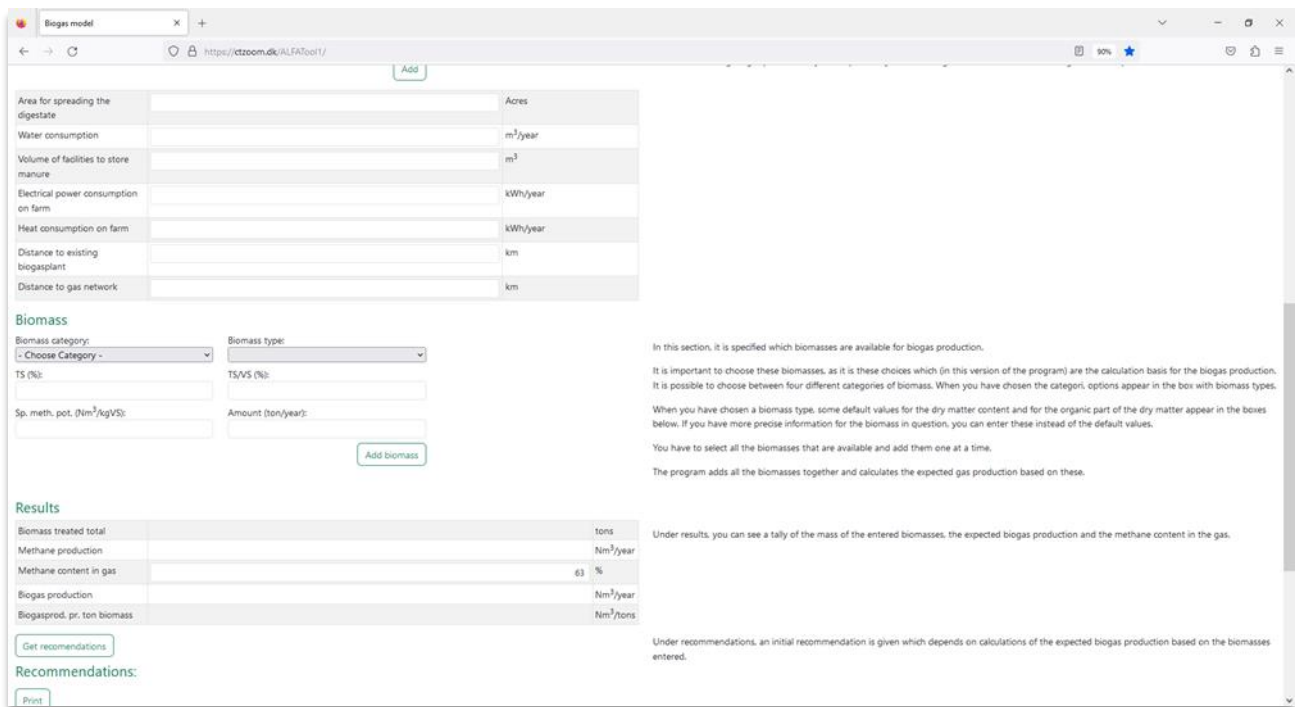 Biogas model
https://ctzoom.dk/ALFATool1/
90%
Add
Area for spreading the
digestate
Acres
Water consumption
m³/year
Volume of facilities to store
manure
m³
Electrical power consumption
on farm
kWh/year
Heat consumption on farm
kWh/year
Distance to existing
biogasplant
km
Distance to gas network
km
Biomass
Biomass category:
Biomass type:
- Choose Category -
TS (%):
TS/VS (%):
Sp. meth. pot. (Nm³/kgVS):
Amount (ton/year):
Add biomass
In this section, it is specified which biomasses are available for biogas production.
It is important to choose these biomasses, as it is these choices which (in this version of the program) are the calculation basis for the biogas production.
It is possible to choose between four different categories of biomass. When you have chosen the categori, options appear in the box with biomass types.
When you have chosen a biomass type, some default values for the dry matter content and for the organic part of the dry matter appear in the boxes
below. If you have more precise information for the biomass in question, you can enter these instead of the default values.
You have to select all the biomasses that are available and add them one at a time.
The program adds all the biomasses together and calculates the expected gas production based on these.
Results
Biomass treated total
tons
Methane production
Nm³/year
Methane content in gas
63 %
Biogas production
Nm³/year
Biogasprod. pr. ton biomass
Nm³/tons
Under results, you can see a tally of the mass of the entered biomasses, the expected biogas production and the methane content in the gas.
Get recomendations
Under recommendations, an initial recommendation is given which depends on calculations of the expected biogas production based on the biomasses
entered.
Recommendations:
Print